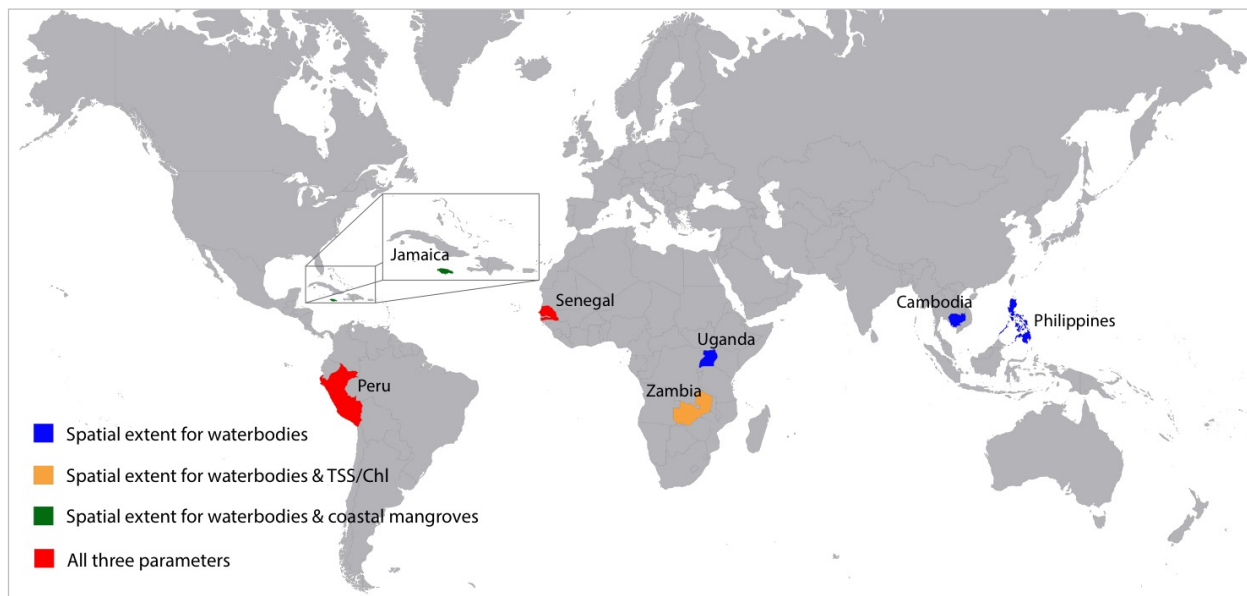 Jamaica
Senegal
Cambodia
Philippines
Uganda
Peru
Zambia
Spatial extent for waterbodies
Spatial extent for waterbodies & TSS/Chl
Spatial extent for waterbodies & coastal mangroves
All three parameters